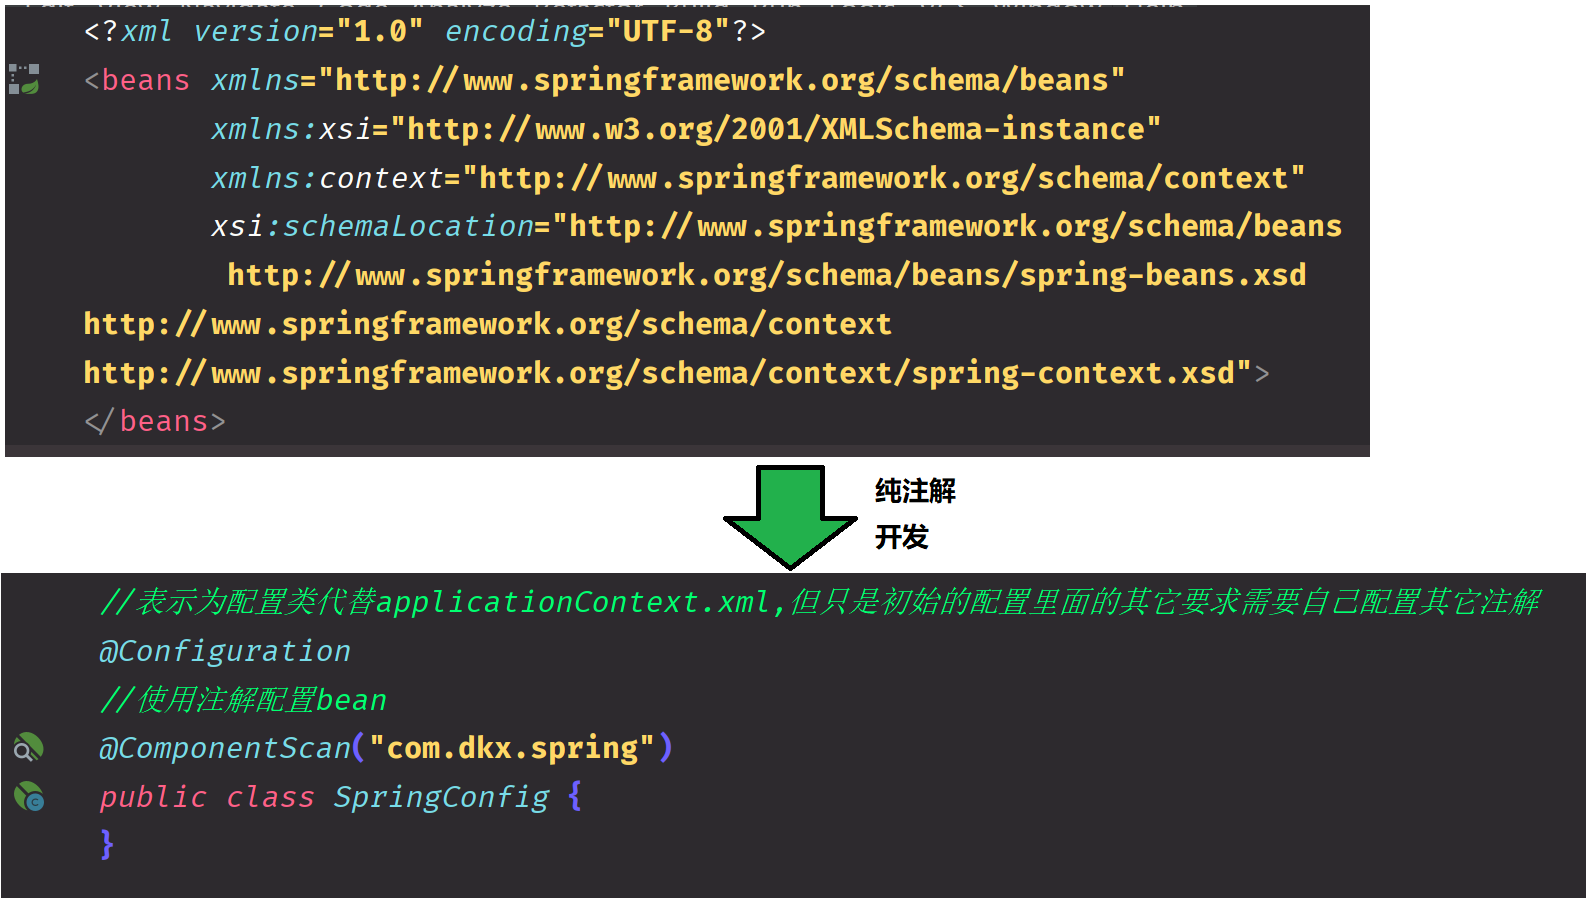 <?xml version="1.0" encoding="UTF-8"?>
<beans xmlns="http://www.springframework.org/schema/beans"
xmlns:xsi="http://www.w3.org/2001/XMLSchema-instance"
xmlns:context="http://www.springframework.org/schema/context"
xsi:schemaLocation="http://www.springframework.org/schema/beans
http://www.springframework.org/schema/beans/spring-beans.xsd
http://www.springframework.org/schema/context
http://www.springframework.org/schema/context/spring-context.xsd">
</beans>
纯注解
开发
//表示为配置类代替applicationContext.xml,但只是初始的配置里面的其它要求需要自己配置其它注解
@Configuration
//使用注解配置bean
@ComponentScan("com.dkx.spring")
public class SpringConfig {
}